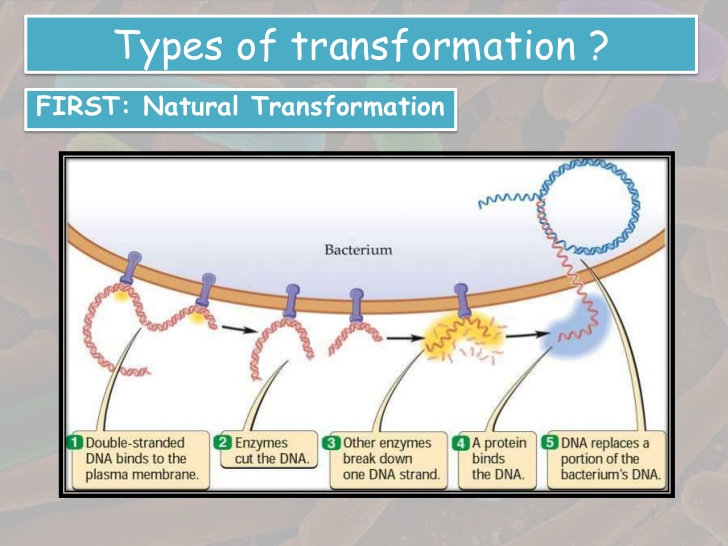 Types of transformation ?
FIRST: Natural Transformation
Bacterium
1 Double-stranded
DNA binds to the
plasma membrane.
2 Enzymes
cut the DNA.
3 Other enzymes
break down
one DNA strand.
4 A protein
binds
the DNA.
5 DNA replaces a
portion of the
bacterium's DNA.